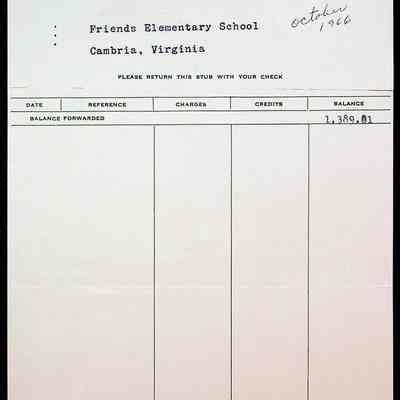 Friends Elementary School
Cambria, Virginia
October
1966
PLEASE RETURN THIS STUB WITH YOUR CHECK
DATE REFERENCE CHARGES CREDITS BALANCE
BALANCE FORWARDED 1,389.81